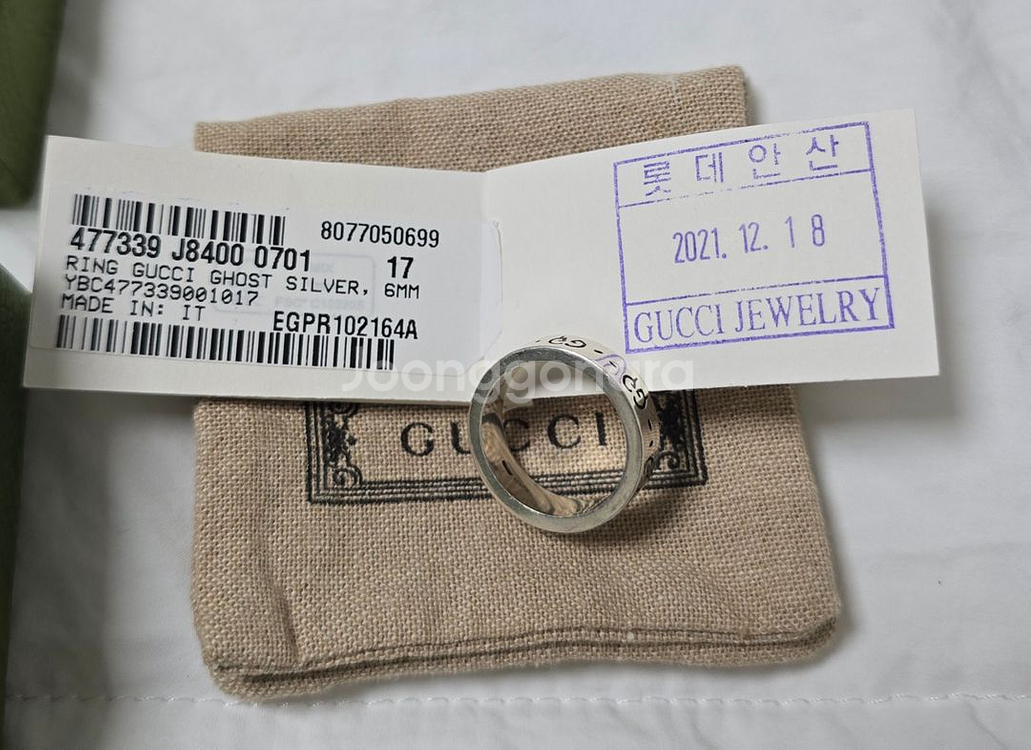 8077050699
477339 J8400 0701 17
RING GUCCI GHOST SILVER, 6MM
YBC477339001017
MADE IN: IT
EGPR102164A
롯데안산
2021. 12. 18
GUCCI JEWELRY
Joonggonara
GUCCI